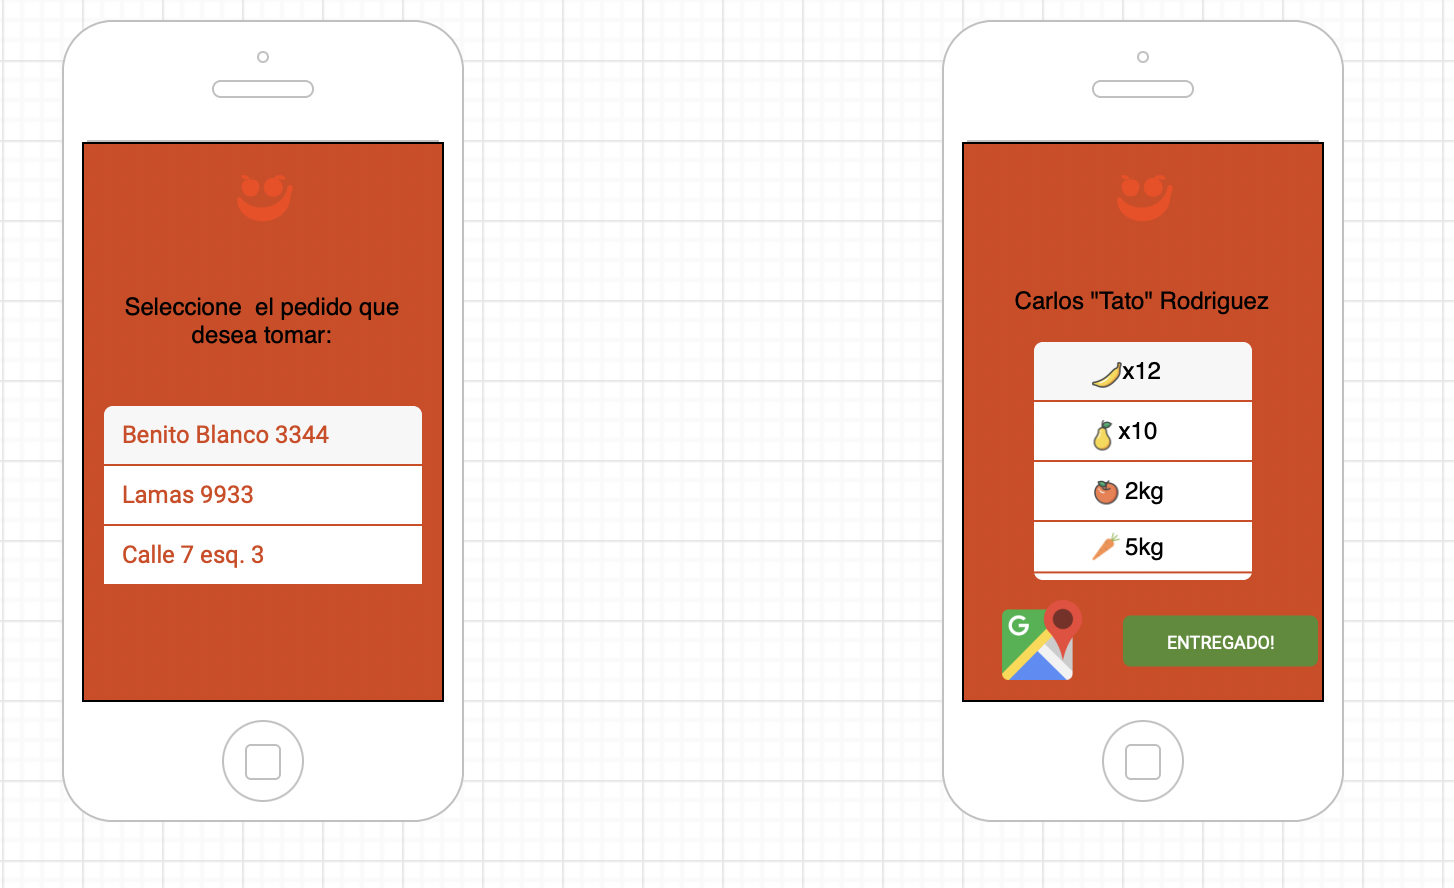 Seleccione  el pedido que
desea tomar:
Benito Blanco 3344
Lamas 9933
Calle 7 esq. 3
Carlos "Tato" Rodriguez
x12
x10
2kg
5kg
G
ENTREGADO!